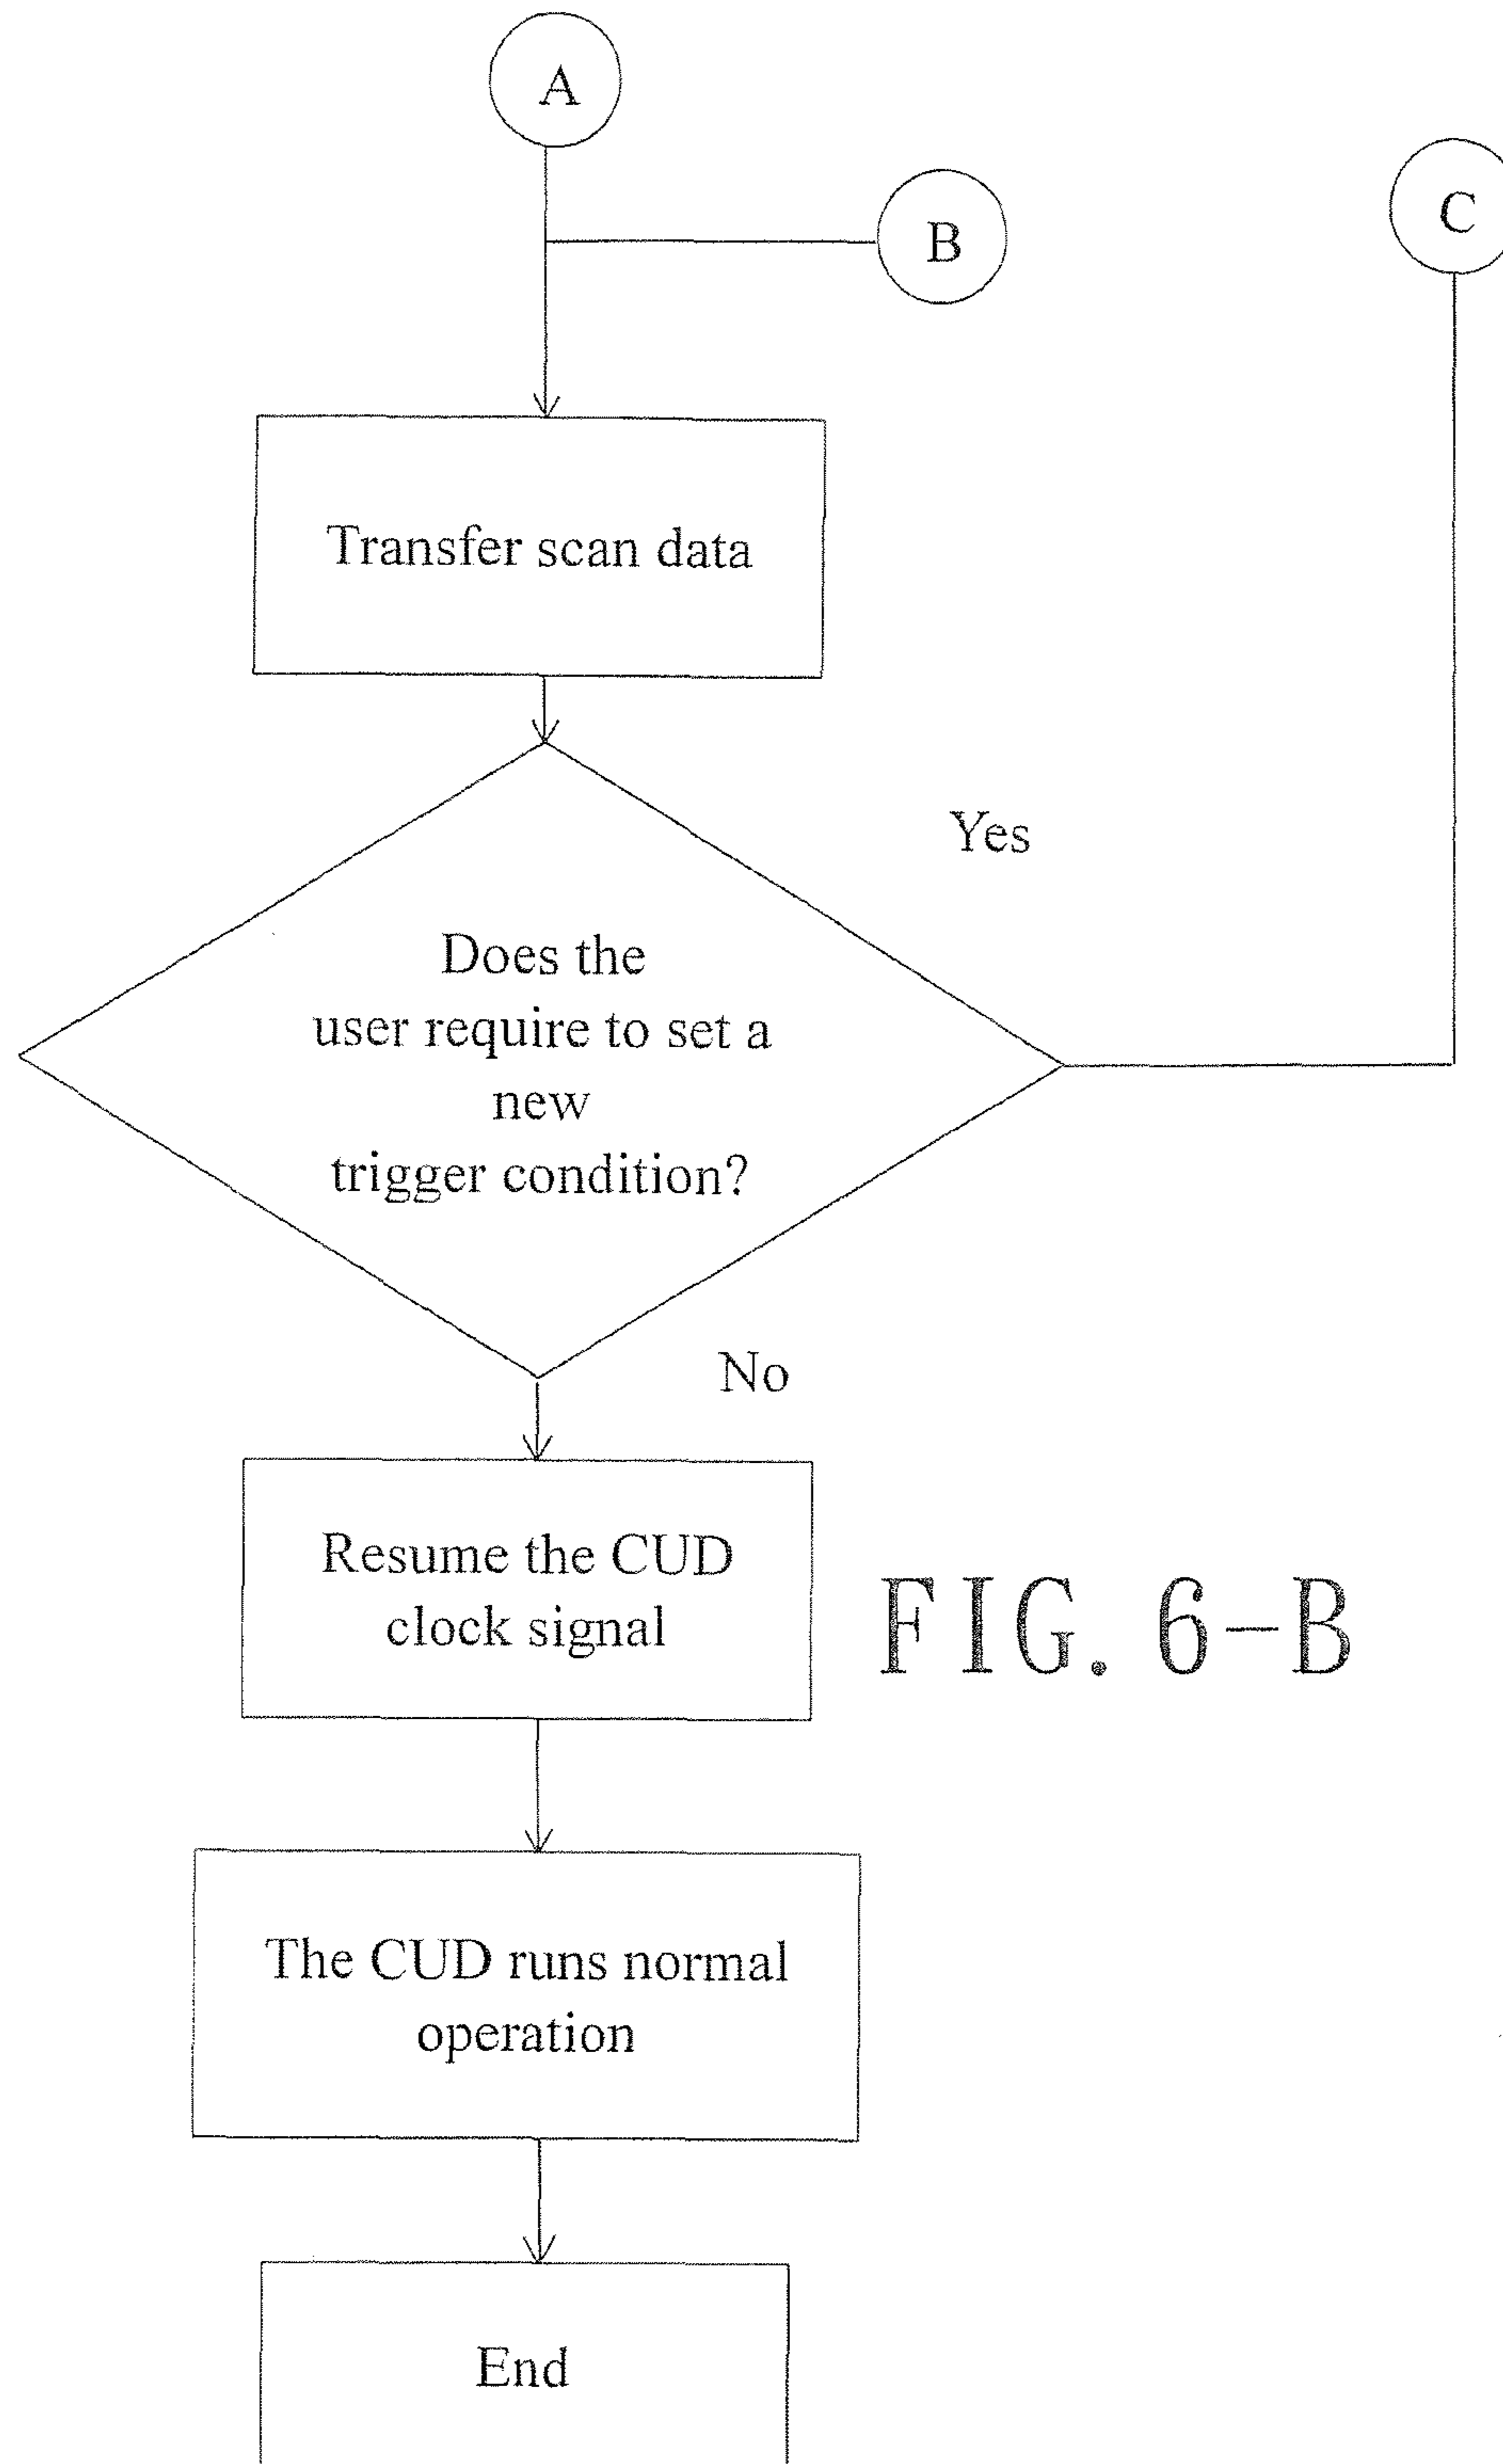 A
B
C
Transfer scan data
Yes
Does the
user require to set a
new
trigger condition?
No
Resume the CUD
clock signal
FIG. 6-B
The CUD runs normal
operation
End